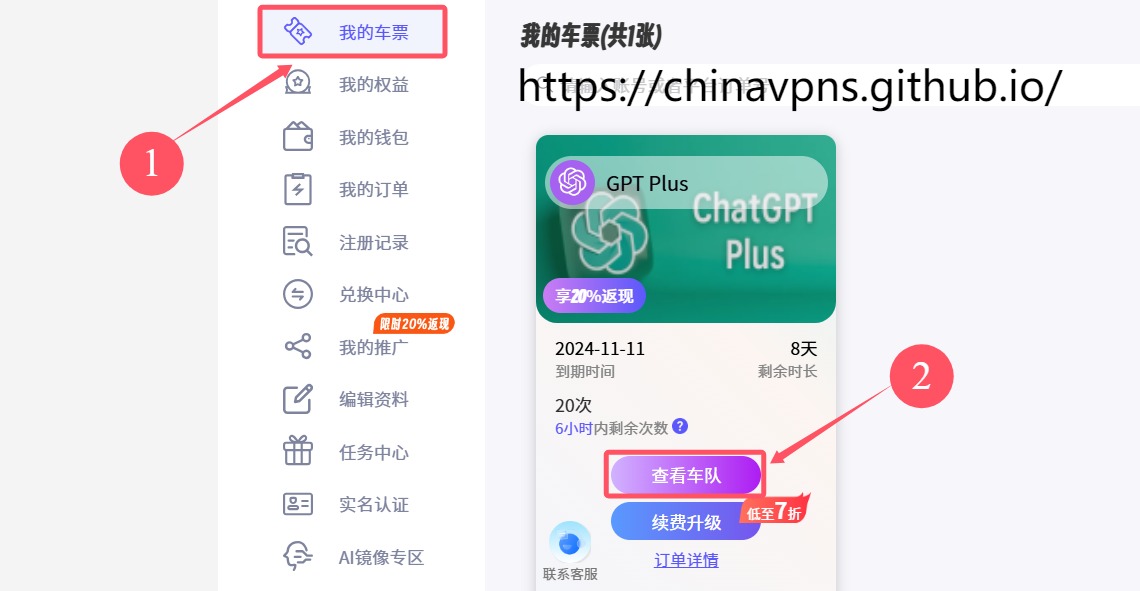 我的车票
我的权益
我的钱包
我的订单
注册记录
兑换中心
限时20%返现
我的推广
编辑资料
任务中心
实名认证
AI镜像专区
1
我的车票(共1张)
https://chinavpns.github.io/
GPT Plus
ChatGPT
Plus
享20%返现
2024-11-11
8天
到期时间
剩余时长
20次
6小时内剩余次数 ?
查看车队
2
低至7折
续费升级
订单详情
联系客服